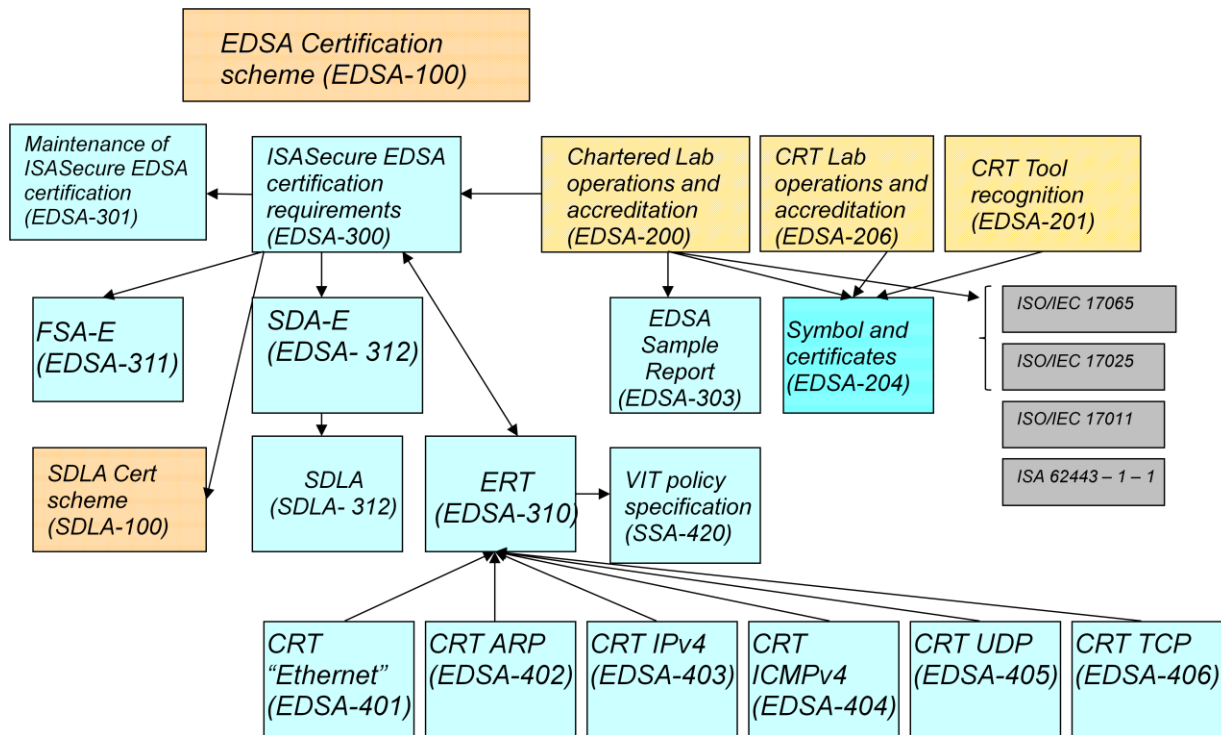 EDSA Certification
scheme (EDSA-100)
Maintenance of
ISASecure EDSA
certification
(EDSA-301)
ISASecure EDSA
certification
requirements
(EDSA-300)
Chartered Lab
operations and
accreditation
(EDSA-200)
CRT Lab
operations and
accreditation
(EDSA-206)
CRT Tool
recognition
(EDSA-201)
FSA-E
(EDSA-311)
SDA-E
(EDSA- 312)
EDSA
Sample
Report
(EDSA-303)
Symbol and
certificates
(EDSA-204)
ISO/IEC 17065
ISO/IEC 17025
ISO/IEC 17011
ISA 62443 – 1 – 1
SDLA Cert
scheme
(SDLA-100)
SDLA
(SDLA- 312)
ERT
(EDSA-310)
VIT policy
specification
(SSA-420)
CRT
“Ethernet”
(EDSA-401)
CRT ARP
(EDSA-402)
CRT IPv4
(EDSA-403)
CRT
ICMPv4
(EDSA-404)
CRT UDP
(EDSA-405)
CRT TCP
(EDSA-406)